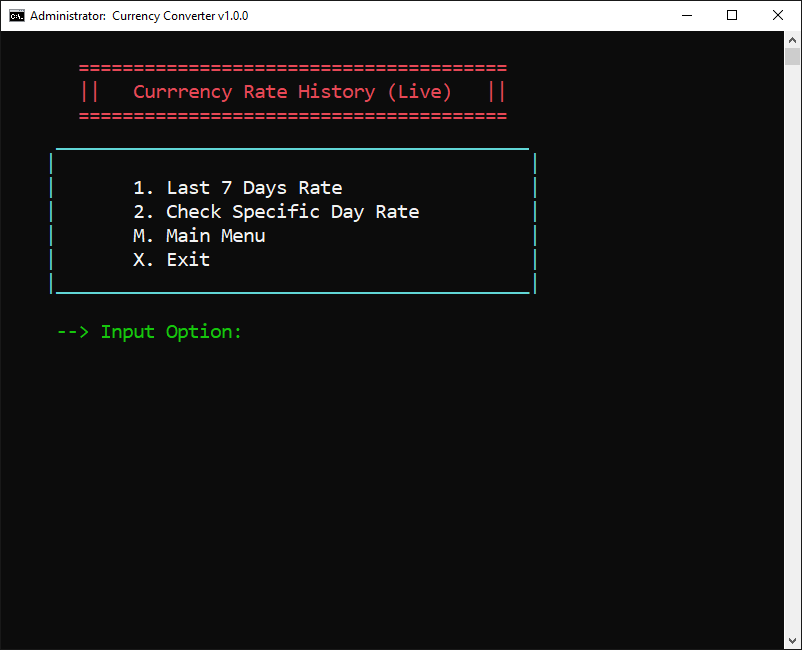 Administrator: Currency Converter v1.0.0
=======================================
|| Currrency Rate History (Live) ||
=======================================
1. Last 7 Days Rate
2. Check Specific Day Rate
M. Main Menu
X. Exit
--> Input Option: